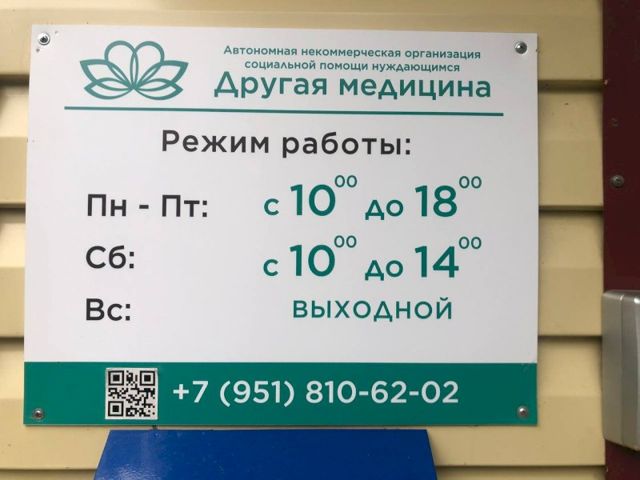 Автономная некоммерческая организация
социальной помощи нуждающимся
Другая медицина
Режим работы:
Пн - Пт: с 10⁰⁰ до 18⁰⁰
Сб: с 10⁰⁰ до 14⁰⁰
Вс: ВЫХОДНОЙ
+7 (951) 810-62-02